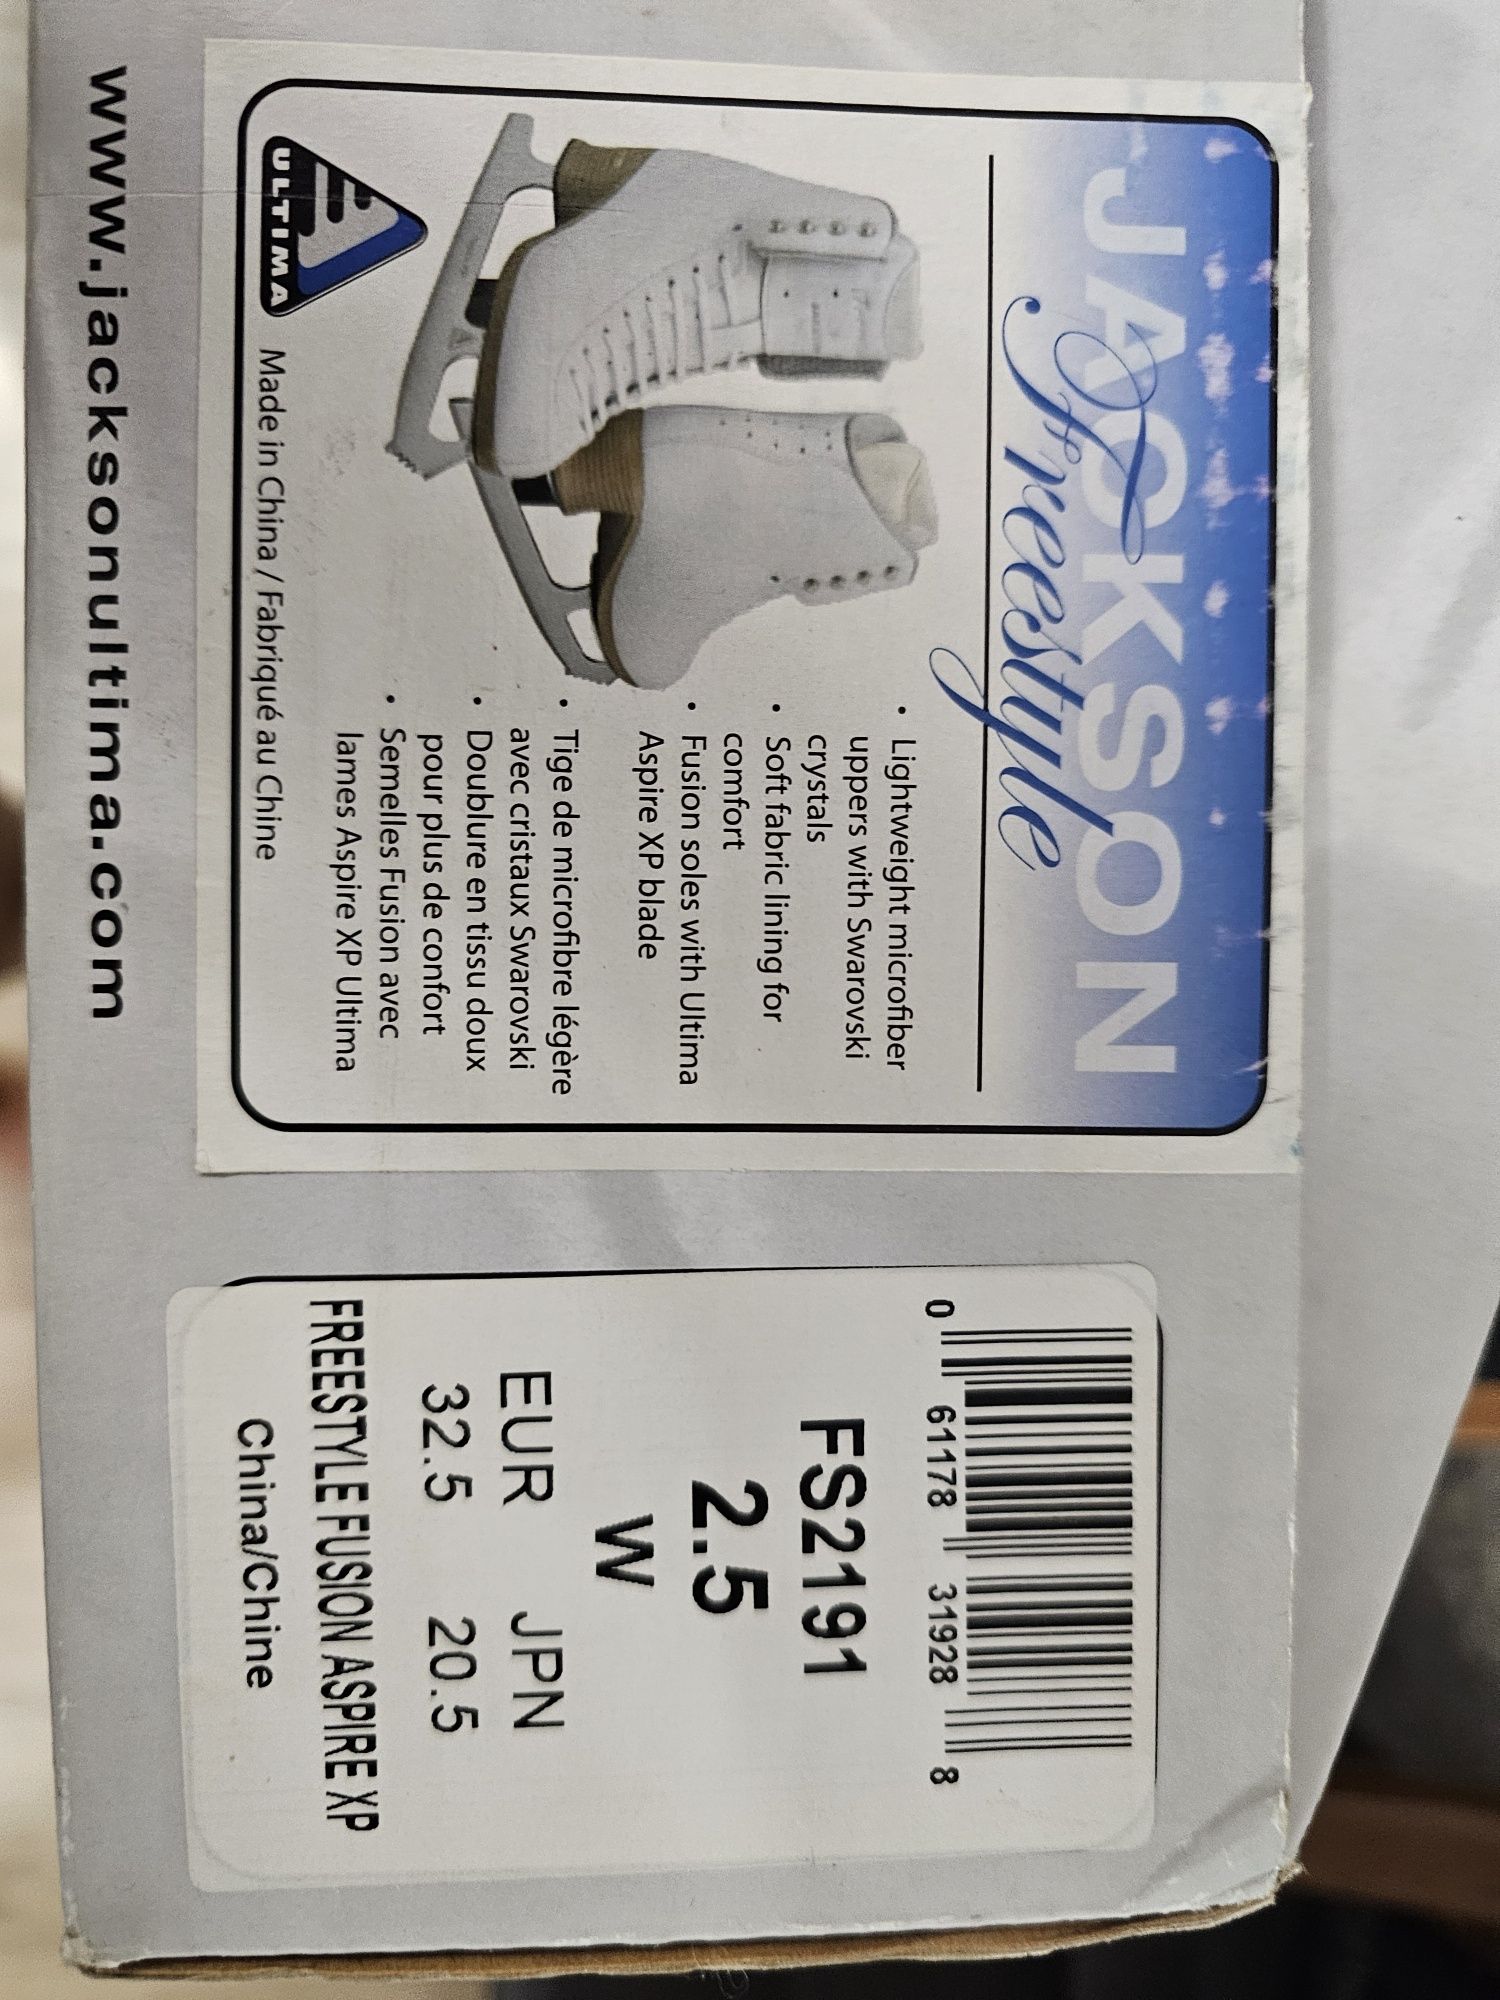 JACKSON
Freestyle
• Lightweight microfiber
uppers with Swarovski
crystals
• Soft fabric lining for
comfort
• Fusion soles with Ultima
Aspire XP blade
• Tige de microfibre légère
avec cristaux Swarovski
• Doublure en tissu doux
pour plus de confort
• Semelles Fusion avec
lames Aspire XP Ultima
ULTIMA
Made in China / Fabriqué au Chine
www.jacksonultima.com
0 61178 31928 8
FS2191
2.5
W
EUR JPN
32.5 20.5
FREESTYLE FUSION ASPIRE XP
China/Chine